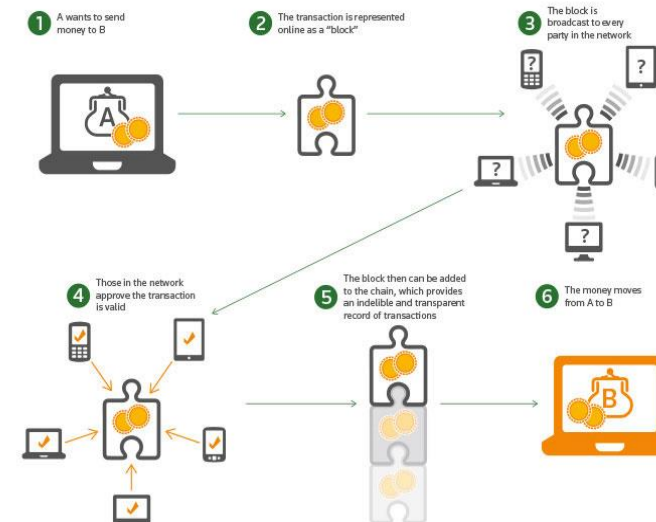 1 A wants to send
money to B
A
2 The transaction is represented
online as a “block”
3 The block is
broadcast to every
party in the network
?
?
?
?
4 Those in the network
approve the transaction
is valid
5 The block then can be added
to the chain, which provides
an indelible and transparent
record of transactions
6 The money moves
from A to B
B